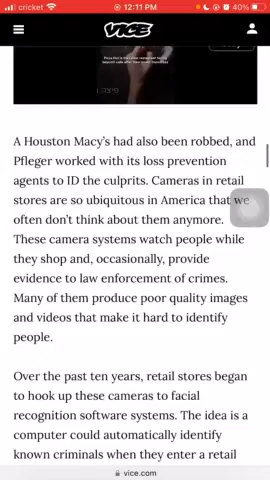 cricket
12:11 PM
40%
VICE
A Houston Macy's had also been robbed, and
Pfleger worked with its loss prevention
agents to ID the culprits. Cameras in retail
stores are so ubiquitous in America that we
often don't think about them anymore.
These camera systems watch people while
they shop and, occasionally, provide
evidence to law enforcement of crimes.
Many of them produce poor quality images
and videos that make it hard to identify
people.
Over the past ten years, retail stores began
to hook up these cameras to facial
recognition software systems. The idea is a
computer could automatically identify
known criminals when they enter a retail
vice.com